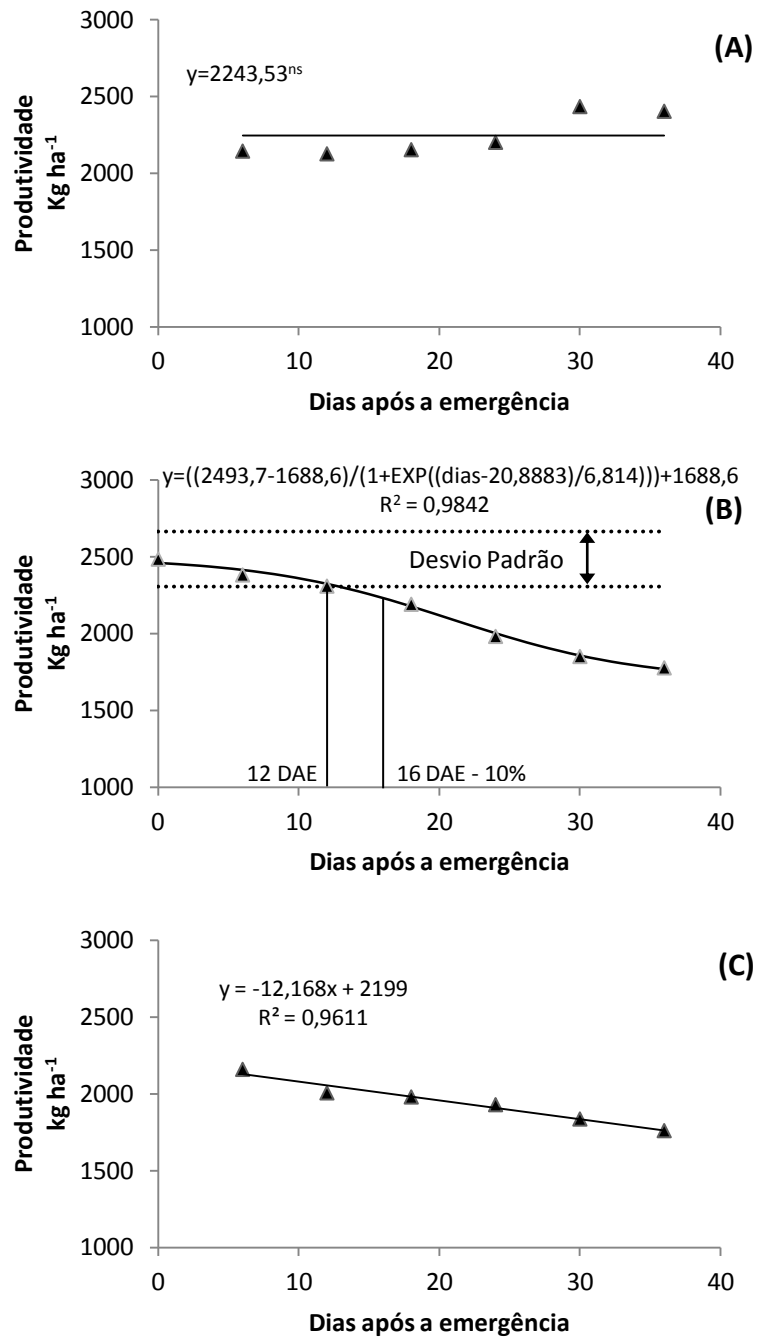 3000
(A)
y=2243,53ⁿˢ
2500
2000
1500
1000
0 10 20 30 40
Produtividade
Kg ha⁻¹
Dias após a emergência
y=((2493,7-1688,6)/(1+EXP((dias-20,8883)/6,814)))+1688,6
R² = 0,9842
3000
(B)
Desvio Padrão
2500
2000
1500
1000
12 DAE
16 DAE - 10%
0 10 20 30 40
Produtividade
Kg ha⁻¹
Dias após a emergência
3000
(C)
y = -12,168x + 2199
R² = 0,9611
2500
2000
1500
1000
0 10 20 30 40
Produtividade
kg ha⁻¹
Dias após a emergência